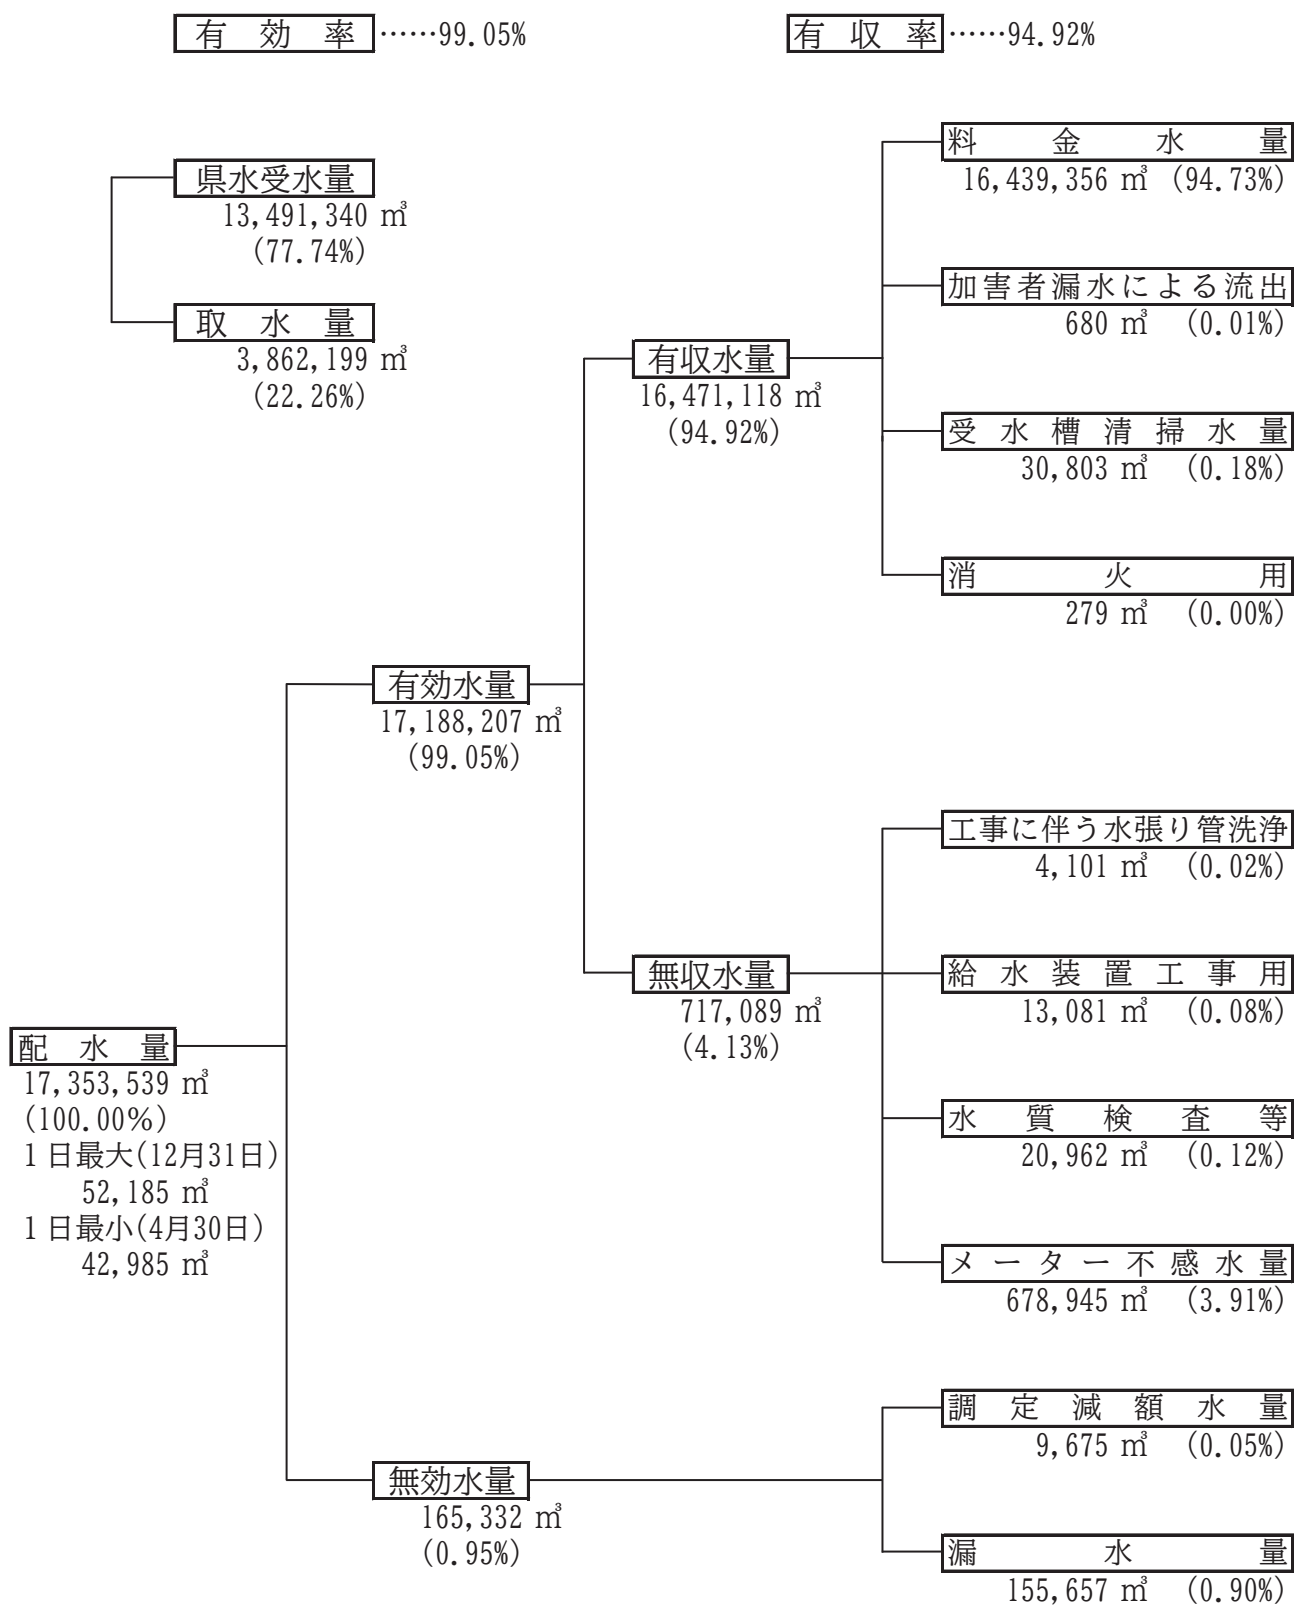 有効率……99.05%
有収率……94.92%
県水受水量
13,491,340 ㎥
(77.74%)
取水量
3,862,199 ㎥
(22.26%)
配水量
17,353,539 ㎥
(100.00%)
1日最大(12月31日)
52,185 ㎥
1日最小(4月30日)
42,985 ㎥
有効水量
17,188,207 ㎥
(99.05%)
有収水量
16,471,118 ㎥
(94.92%)
料金水量
16,439,356 ㎥ (94.73%)
加害者漏水による流出
680 ㎥ (0.01%)
受水槽清掃水量
30,803 ㎥ (0.18%)
消火用
279 ㎥ (0.00%)
無収水量
717,089 ㎥
(4.13%)
工事に伴う水張り管洗浄
4,101 ㎥ (0.02%)
給水装置工事用
13,081 ㎥ (0.08%)
水質検査等
20,962 ㎥ (0.12%)
メーター不感水量
678,945 ㎥ (3.91%)
無効水量
165,332 ㎥
(0.95%)
調定減額水量
9,675 ㎥ (0.05%)
漏水量
155,657 ㎥ (0.90%)